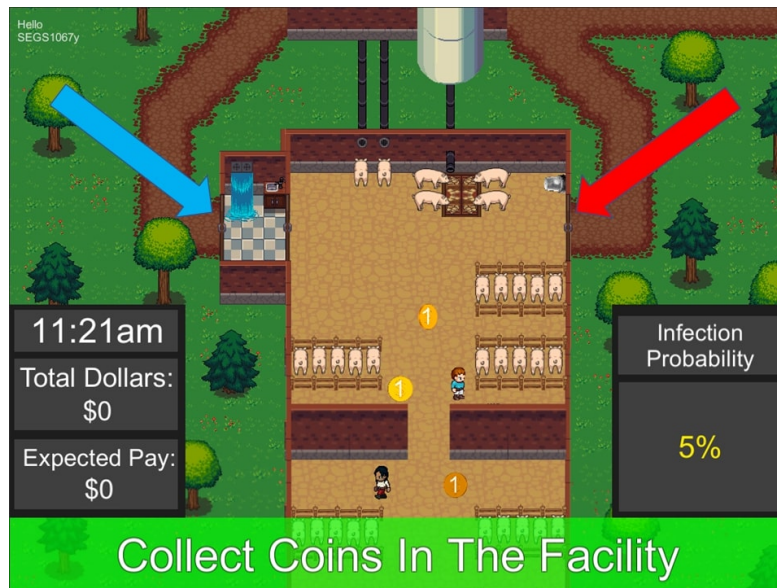 Hello
SEGS1067y
11:21am
Total Dollars:
$0
Expected Pay:
$0
Infection
Probability
5%
1
1
1
Collect Coins In The Facility